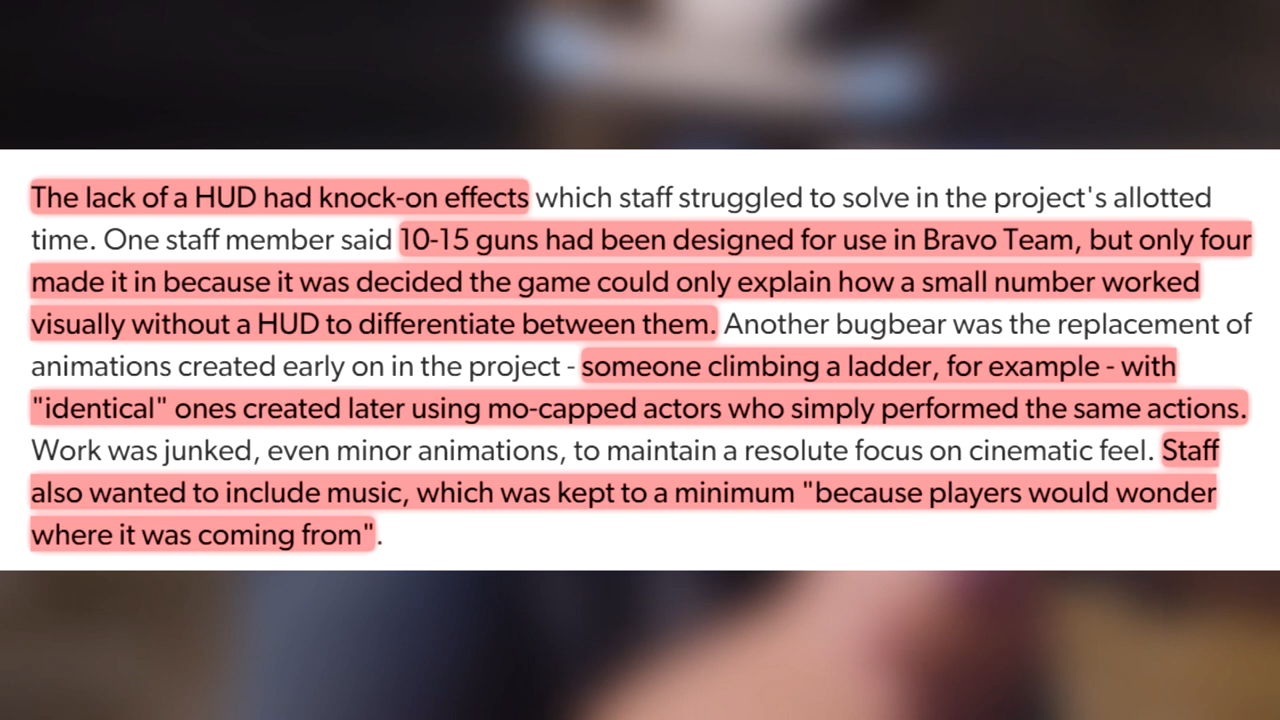 The lack of a HUD had knock-on effects which staff struggled to solve in the project's allotted
time. One staff member said 10-15 guns had been designed for use in Bravo Team, but only four
made it in because it was decided the game could only explain how a small number worked
visually without a HUD to differentiate between them. Another bugbear was the replacement of
animations created early on in the project - someone climbing a ladder, for example - with
"identical" ones created later using mo-capped actors who simply performed the same actions.
Work was junked, even minor animations, to maintain a resolute focus on cinematic feel. Staff
also wanted to include music, which was kept to a minimum "because players would wonder
where it was coming from".